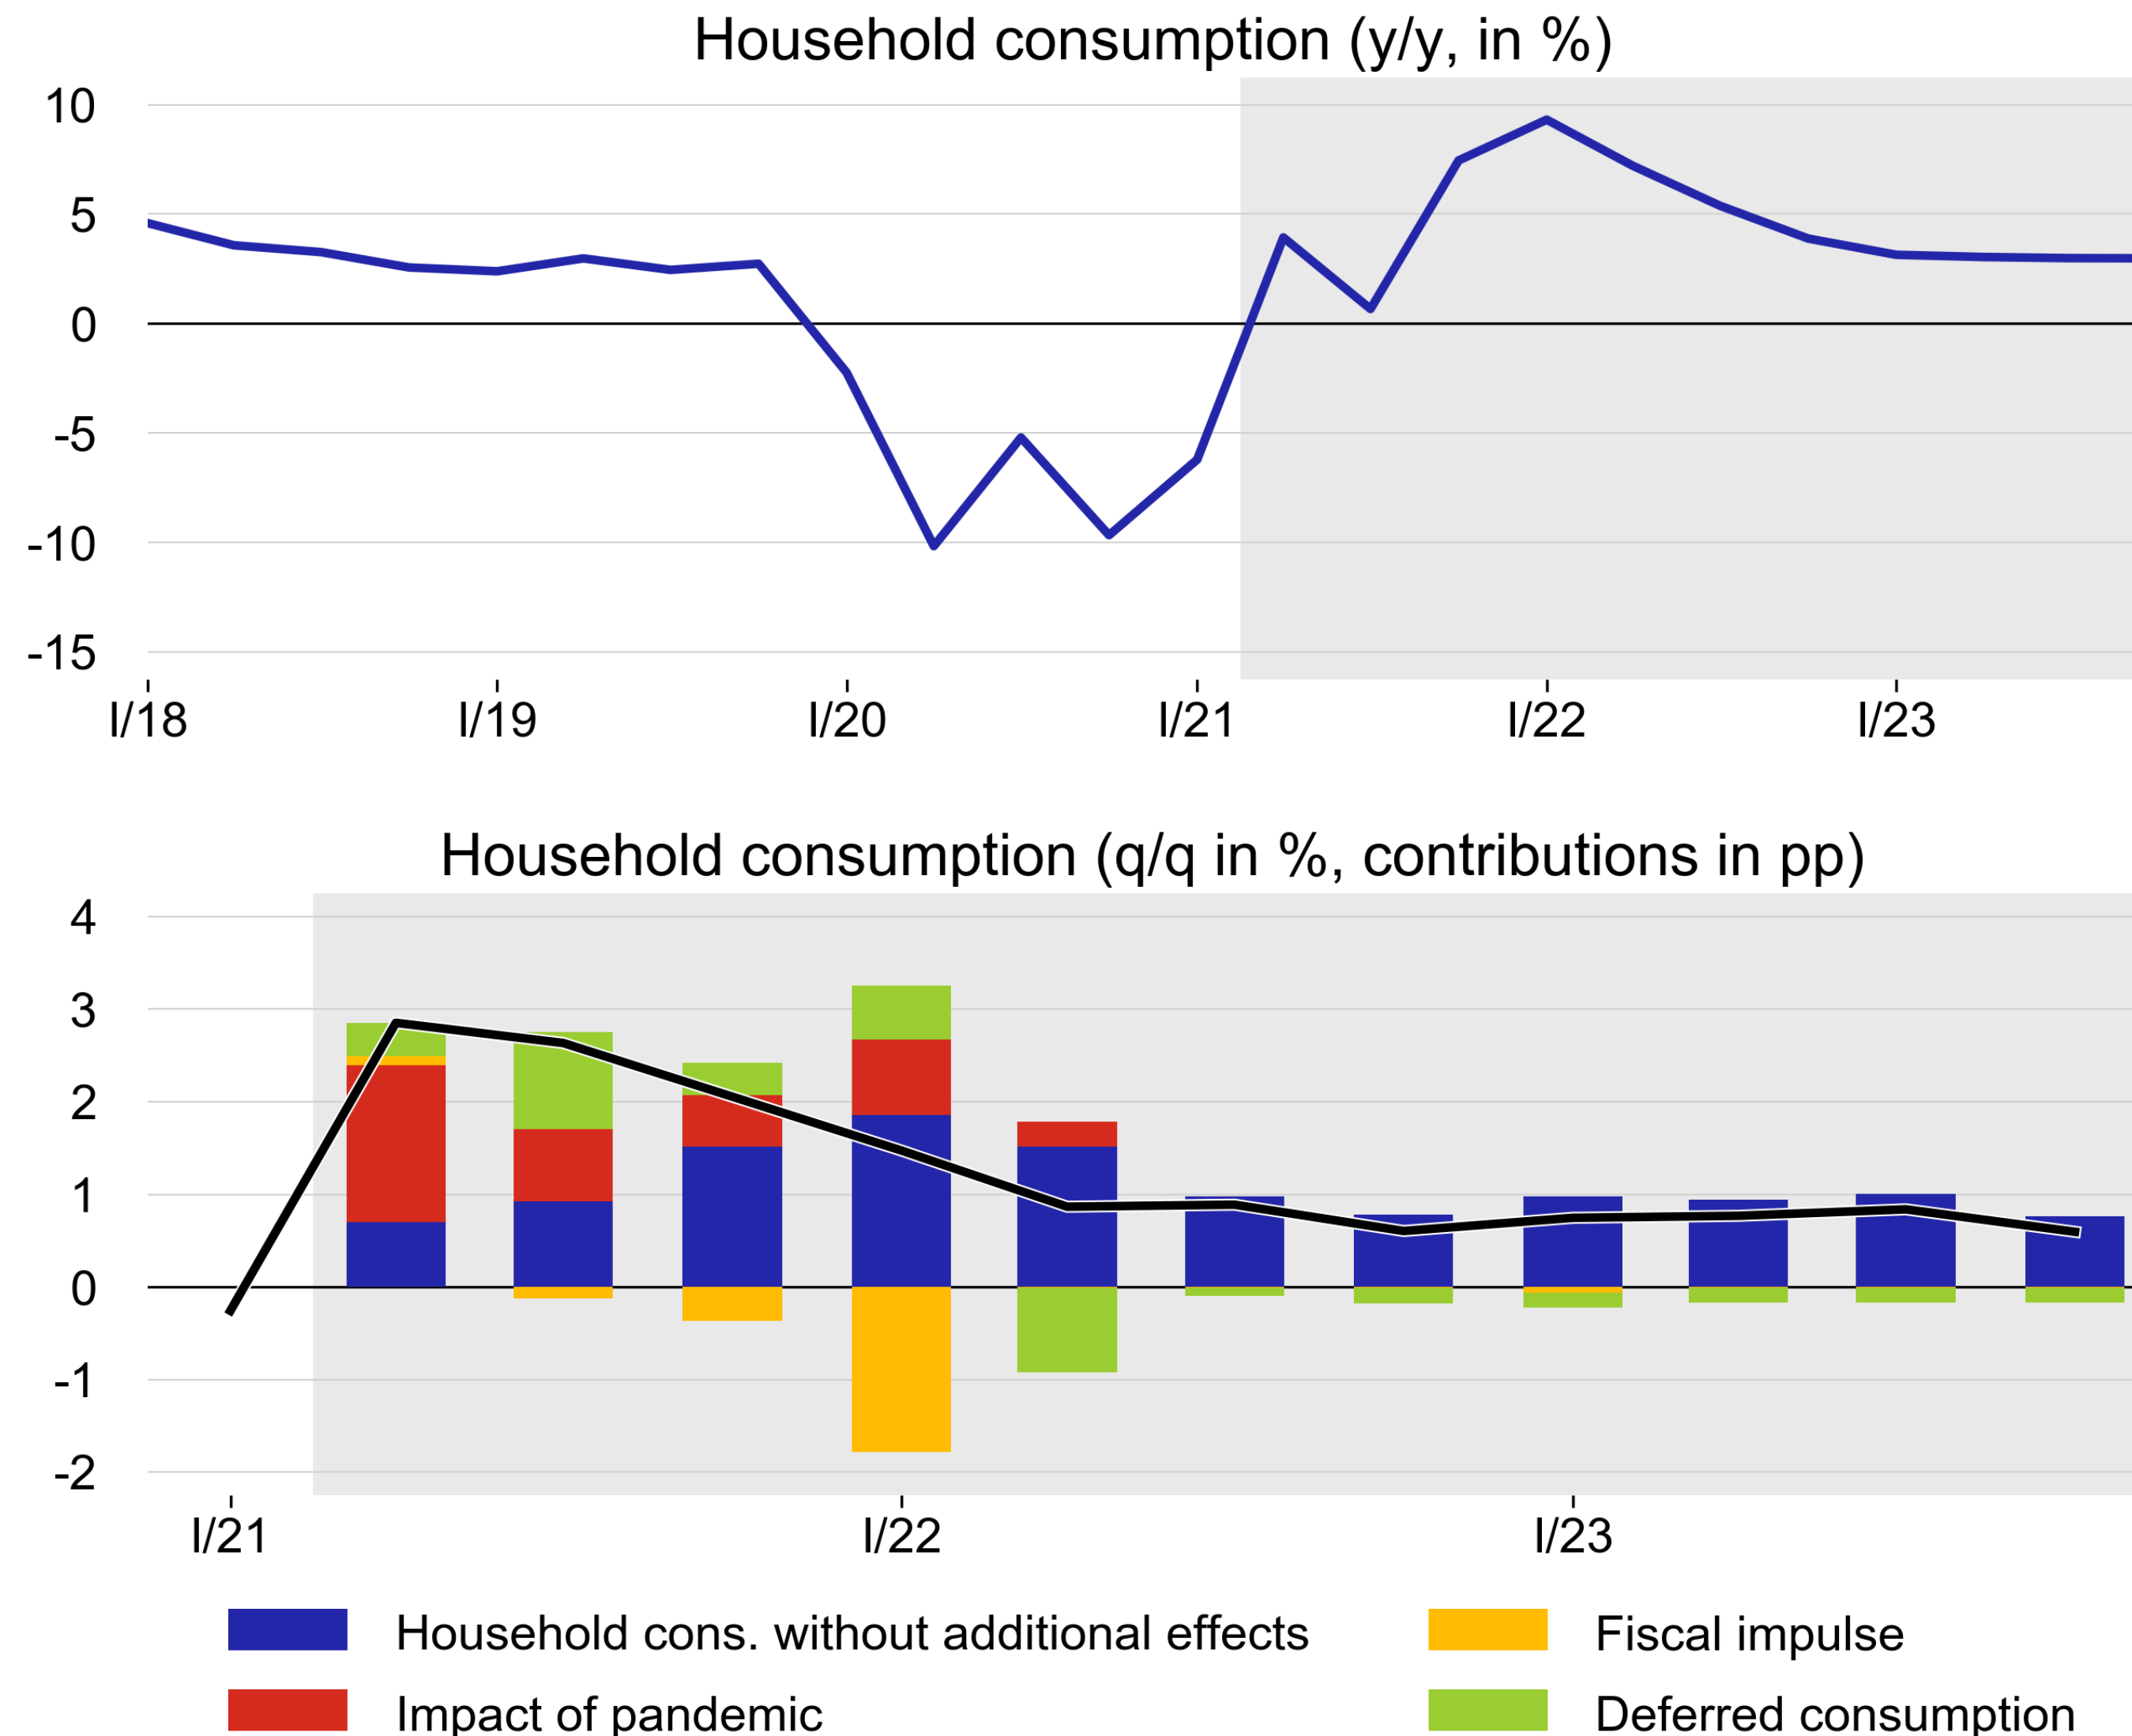 Household consumption (y/y, in %)
10
5
0
-5
-10
-15
I/18 I/19 I/20 I/21 I/22 I/23
Household consumption (q/q in %, contributions in pp)
4
3
2
1
0
-1
-2
I/21 I/22 I/23
Household cons. without additional effects Fiscal impulse
Impact of pandemic Deferred consumption